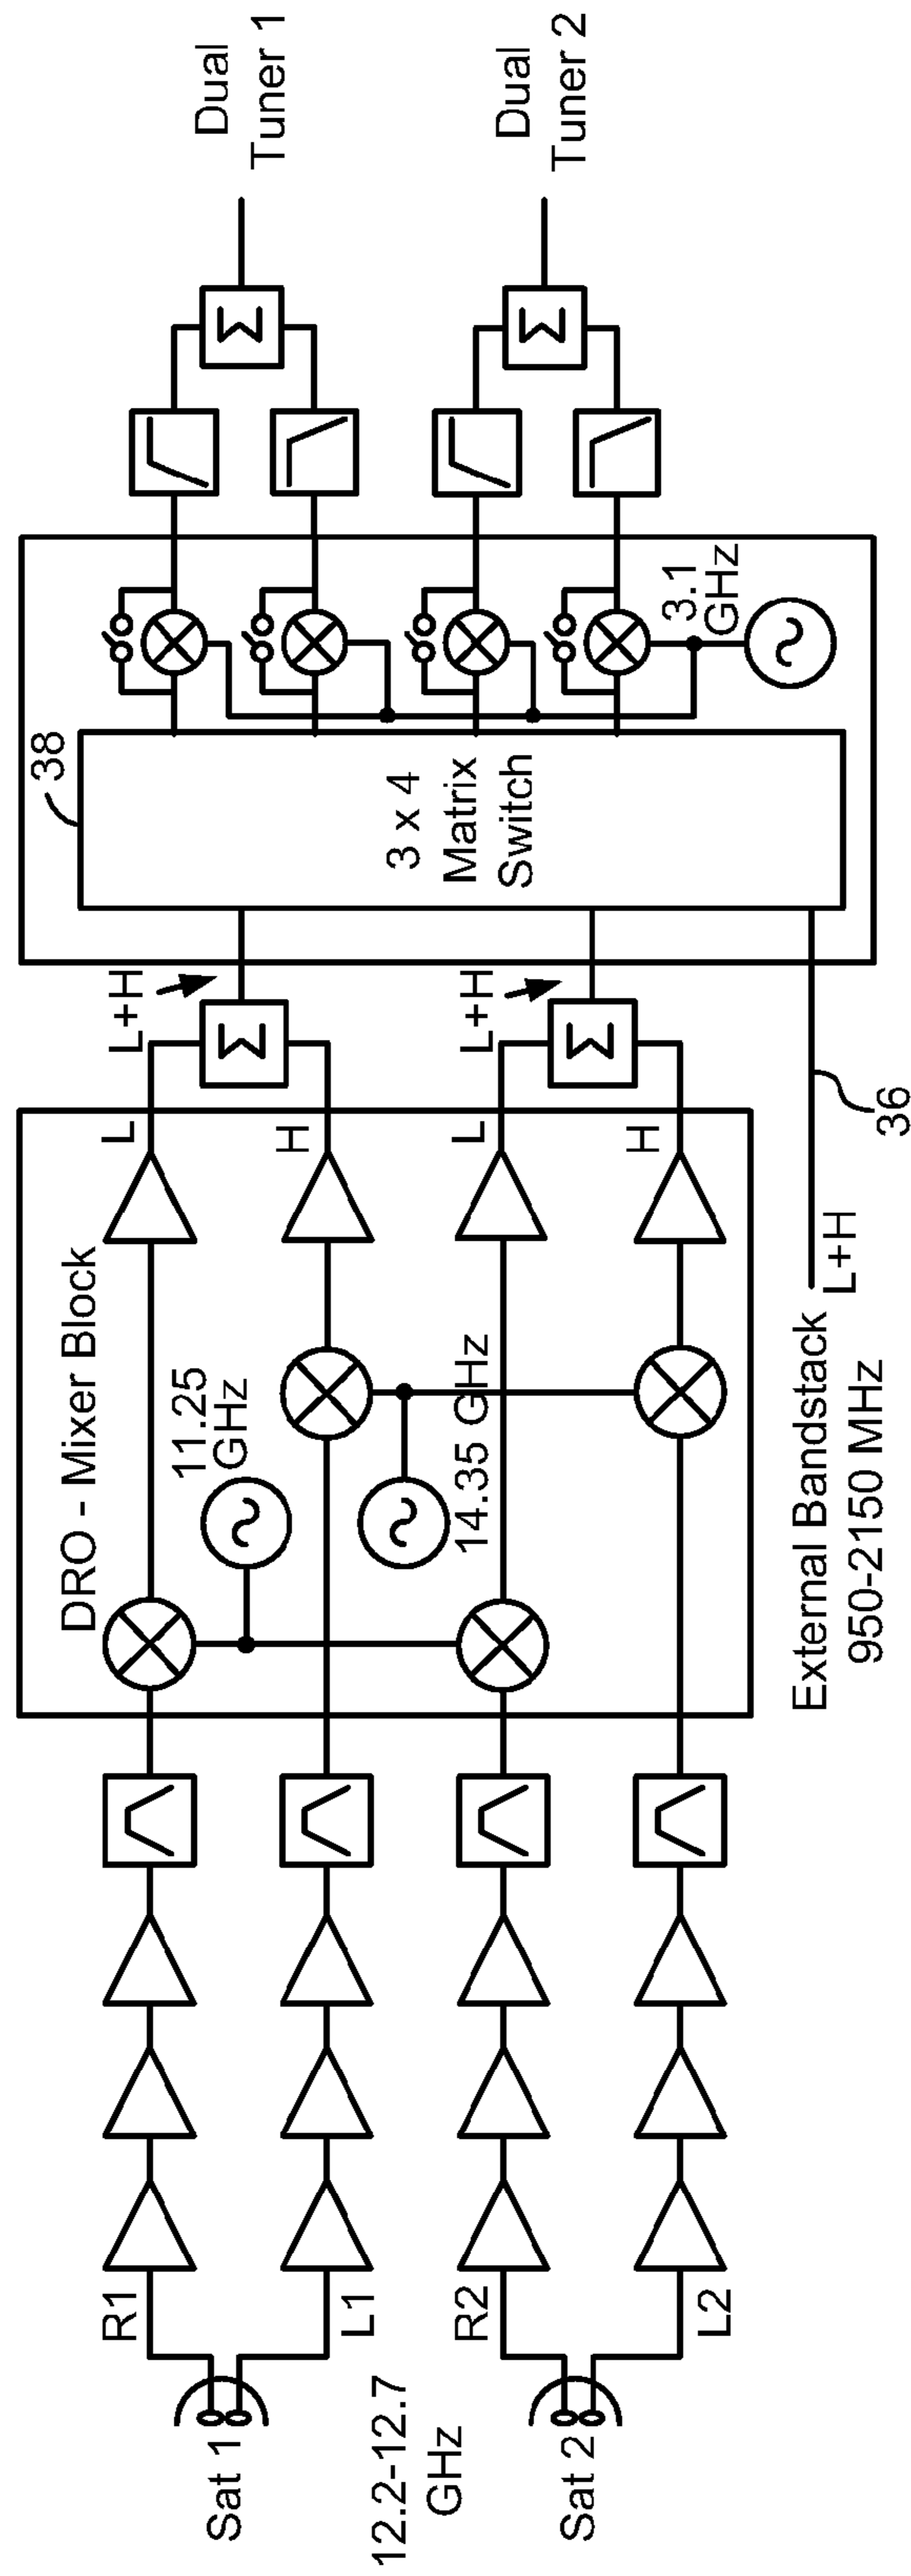 Sat 1
R1
L1
12.2-12.7
GHz
Sat 2
R2
L2
DRO - Mixer Block
11.25
GHz
14.35 GHz
L
H
L
H
L+H
L+H
External Bandstack
950-2150 MHz
L+H
36
38
3 x 4
Matrix
Switch
3.1
GHz
Σ
Σ
Σ
Σ
Dual
Tuner 1
Dual
Tuner 2